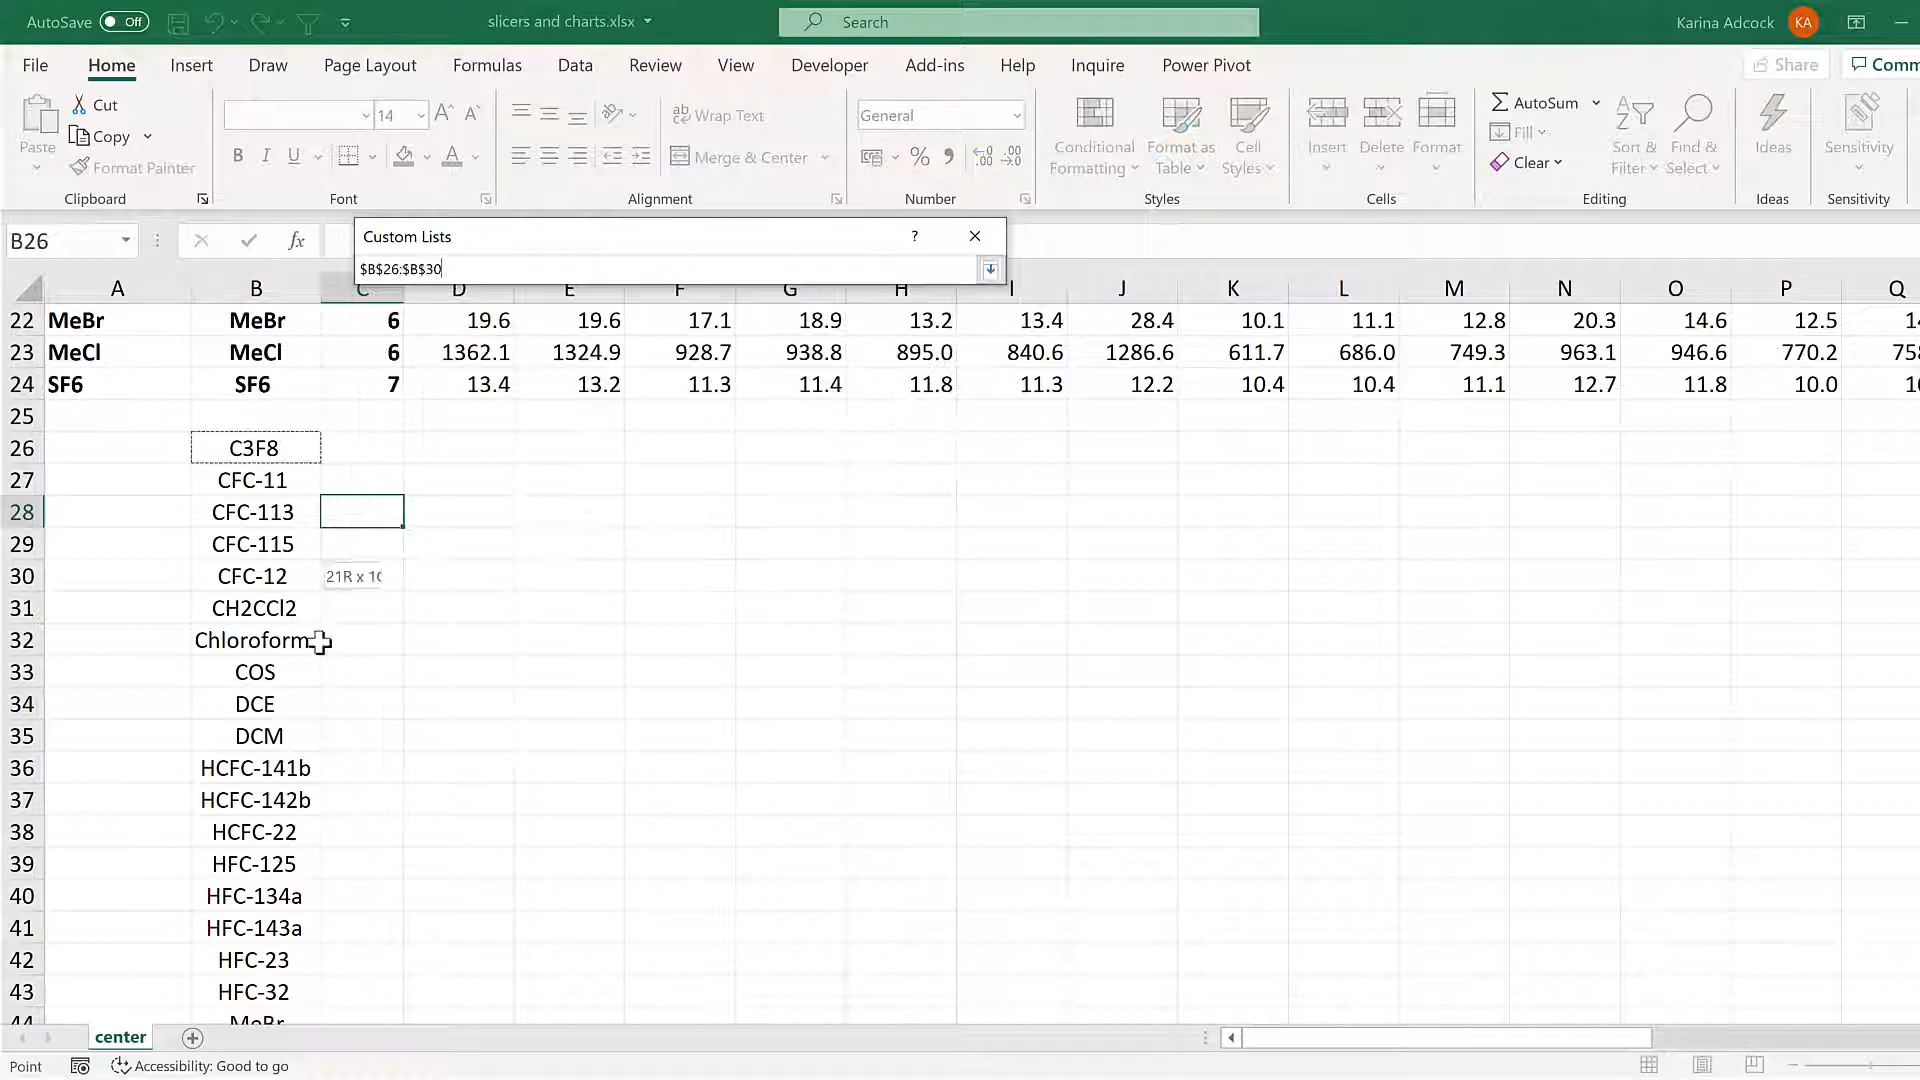 AutoSave Off slicers and charts.xlsx Search Karina Adcock KA
File Home Insert Draw Page Layout Formulas Data Review View Developer Add-ins Help Inquire Power Pivot Share
Cut 14 ab Wrap Text General AutoSum
Paste Copy Conditional Formatting Format as Table Cell Styles Insert Delete Format Fill Sort & Filter Find & Select Ideas Sensitivity
Format Painter B I U A Merge & Center % Clear
Clipboard Font Alignment Number Styles Cells Editing Ideas Sensitivity
B26 fx Custom Lists ?
$B$26:$B$30
A B C D E F G H I J K L M N O P Q
22 MeBr MeBr 6 19.6 19.6 17.1 18.9 13.2 13.4 28.4 10.1 11.1 12.8 20.3 14.6 12.5
23 MeCl MeCl 6 1362.1 1324.9 928.7 938.8 895.0 840.6 1286.6 611.7 686.0 749.3 963.1 946.6 770.2
24 SF6 SF6 7 13.4 13.2 11.3 11.4 11.8 11.3 12.2 10.4 10.4 11.1 12.7 11.8 10.0
25
26 C3F8
27 CFC-11
28 CFC-113
29 CFC-115
30 CFC-12 21R x
31 CH2CCl2
32 Chloroform
33 COS
34 DCE
35 DCM
36 HCFC-141b
37 HCFC-142b
38 HCFC-22
39 HFC-125
40 HFC-134a
41 HFC-143a
42 HFC-23
43 HFC-32
44 MeBr
center
Point Accessibility: Good to go